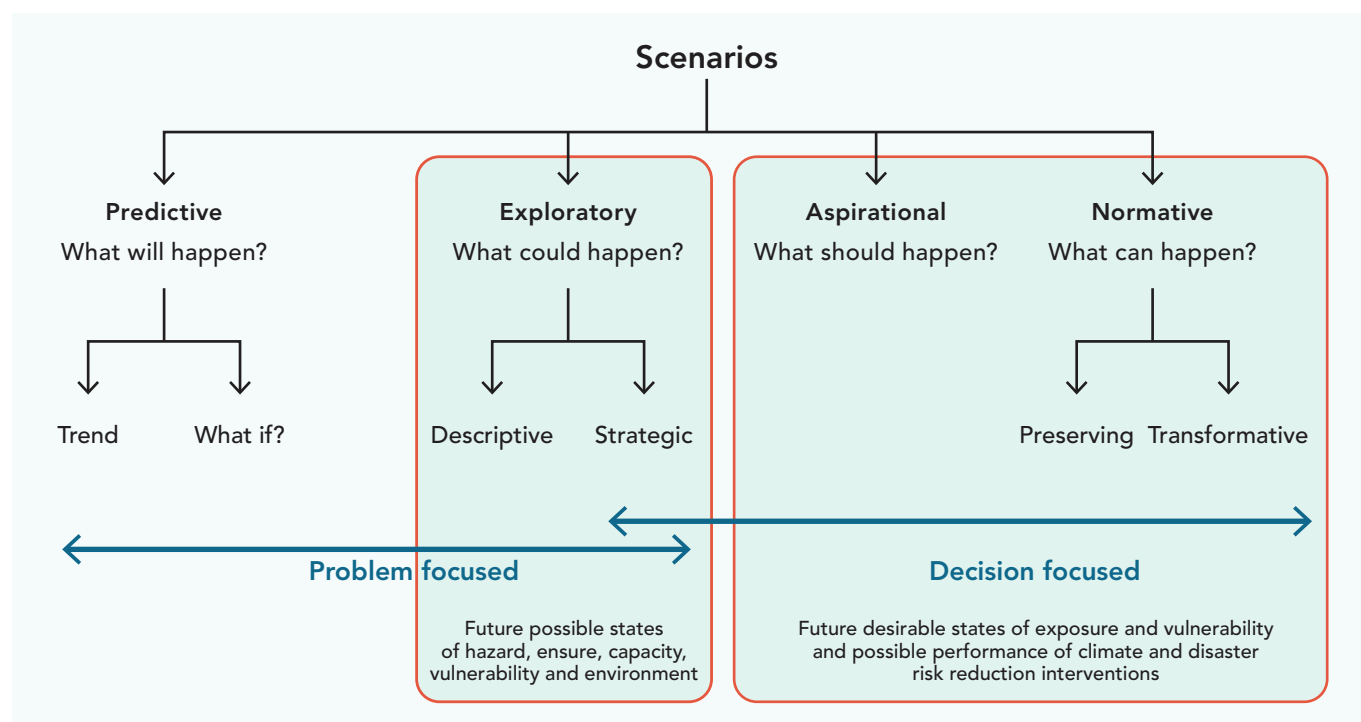 Scenarios
Predictive
What will happen?
Exploratory
What could happen?
Aspirational
What should happen?
Normative
What can happen?
Trend
What if?
Descriptive
Strategic
Preserving
Transformative
Problem focused
Decision focused
Future possible states
of hazard, ensure, capacity,
vulnerability and environment
Future desirable states of exposure and vulnerability
and possible performance of climate and disaster
risk reduction interventions